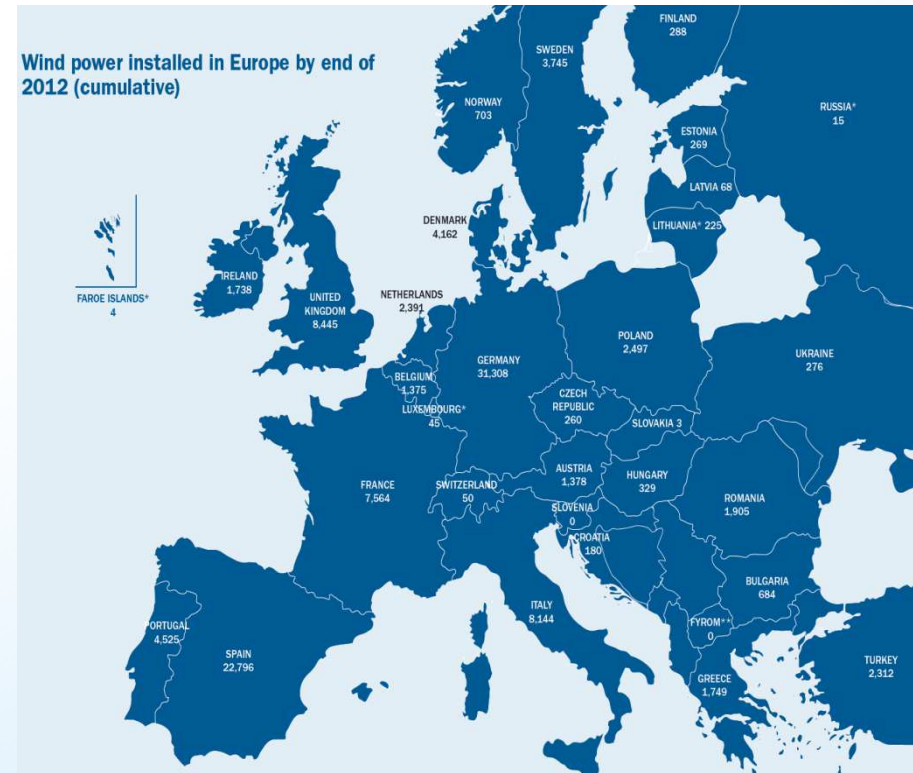 Wind power installed in Europe by end of
2012 (cumulative)
FINLAND
288
SWEDEN
3,745
NORWAY
703
RUSSIA*
15
ESTONIA
269
LATVIA 68
LITHUANIA* 225
DENMARK
4,162
FAROE ISLANDS*
4
IRELAND
1,738
UNITED
KINGDOM
8,445
NETHERLANDS
2,391
POLAND
2,497
GERMANY
31,308
UKRAINE
276
BELGIUM
1,375
LUXEMBOURG*
45
CZECH
REPUBLIC
260
SLOVAKIA 3
FRANCE
7,564
SWITZERLAND
50
AUSTRIA
1,378
HUNGARY
329
ROMANIA
1,905
SLOVENIA
0
CROATIA
180
BULGARIA
684
ITALY
8,144
FYROM**
0
PORTUGAL
4,525
SPAIN
22,796
GREECE
1,749
TURKEY
2,312